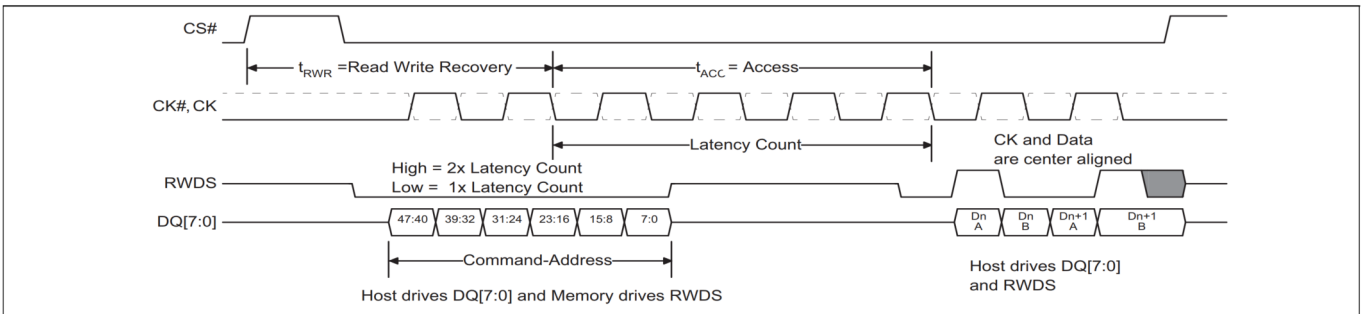 CS#
t_RWR =Read Write Recovery
t_ACC = Access
CK#, CK
Latency Count
CK and Data
are center aligned
High = 2x Latency Count
Low = 1x Latency Count
RWDS
DQ[7:0]
47:40 39:32 31:24 23:16 15:8 7:0
Dn A Dn B Dn+1 A Dn+1 B
Command-Address
Host drives DQ[7:0]
and RWDS
Host drives DQ[7:0] and Memory drives RWDS